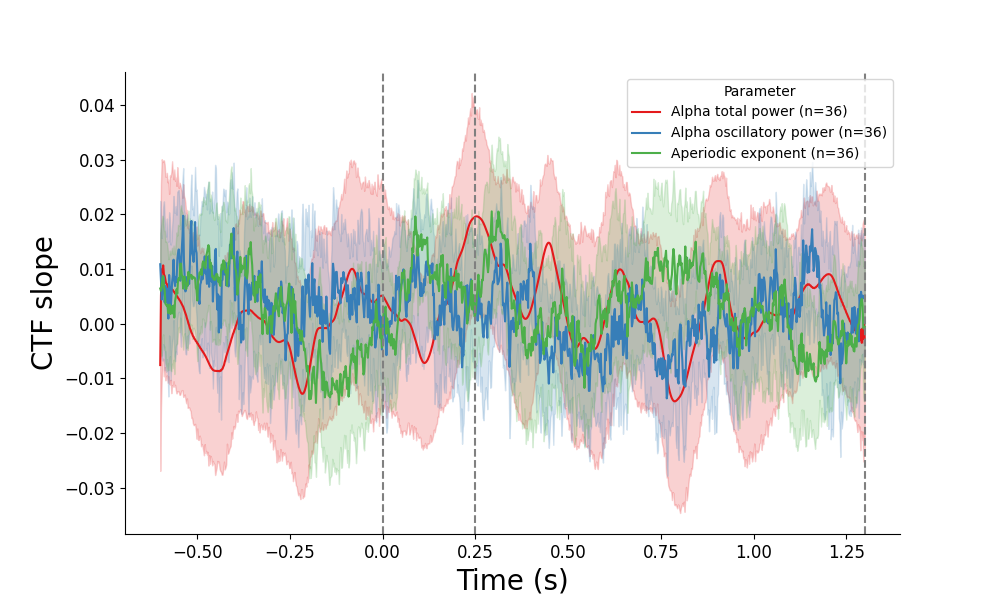 Parameter
Alpha total power (n=36)
Alpha oscillatory power (n=36)
Aperiodic exponent (n=36)
CTF slope
0.04
0.03
0.02
0.01
0.00
−0.01
−0.02
−0.03
−0.50 −0.25 0.00 0.25 0.50 0.75 1.00 1.25
Time (s)